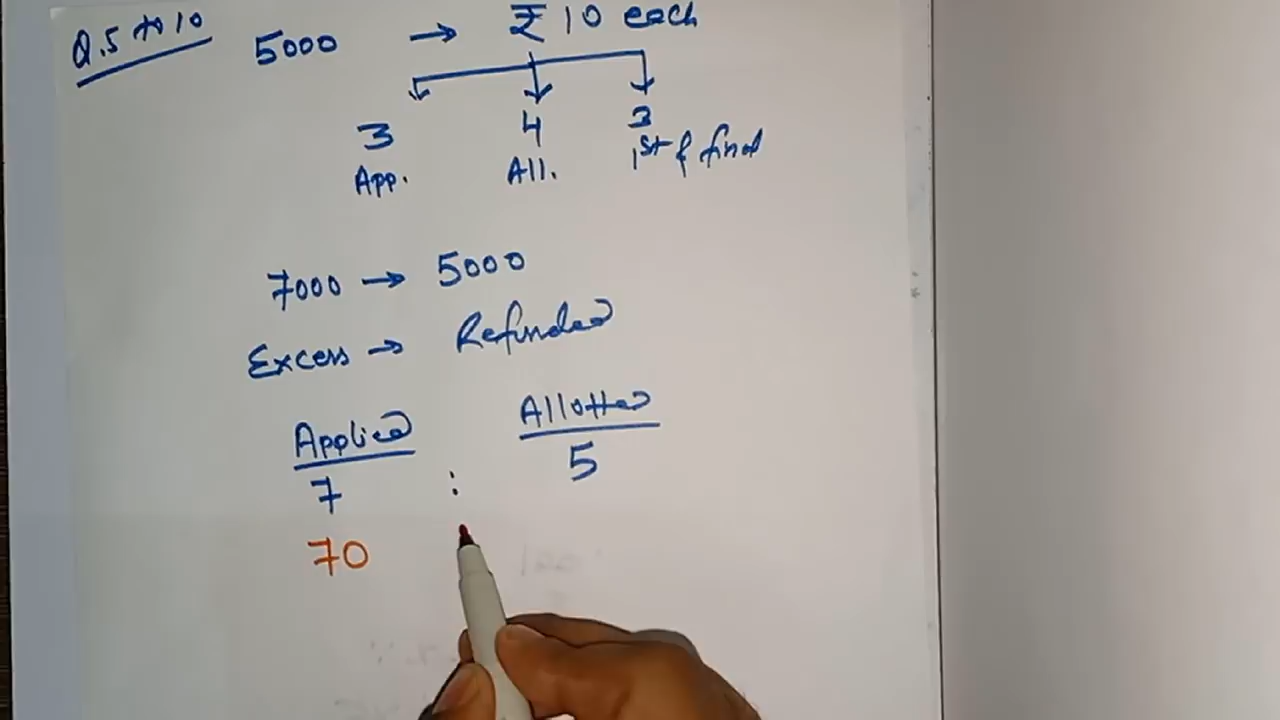 Q.5 to 10 5000 → ₹ 10 each
3 4 3
App. All. 1st & final
7000 → 5000
Excess → Refunded
Applied Allotted
7 : 5
70